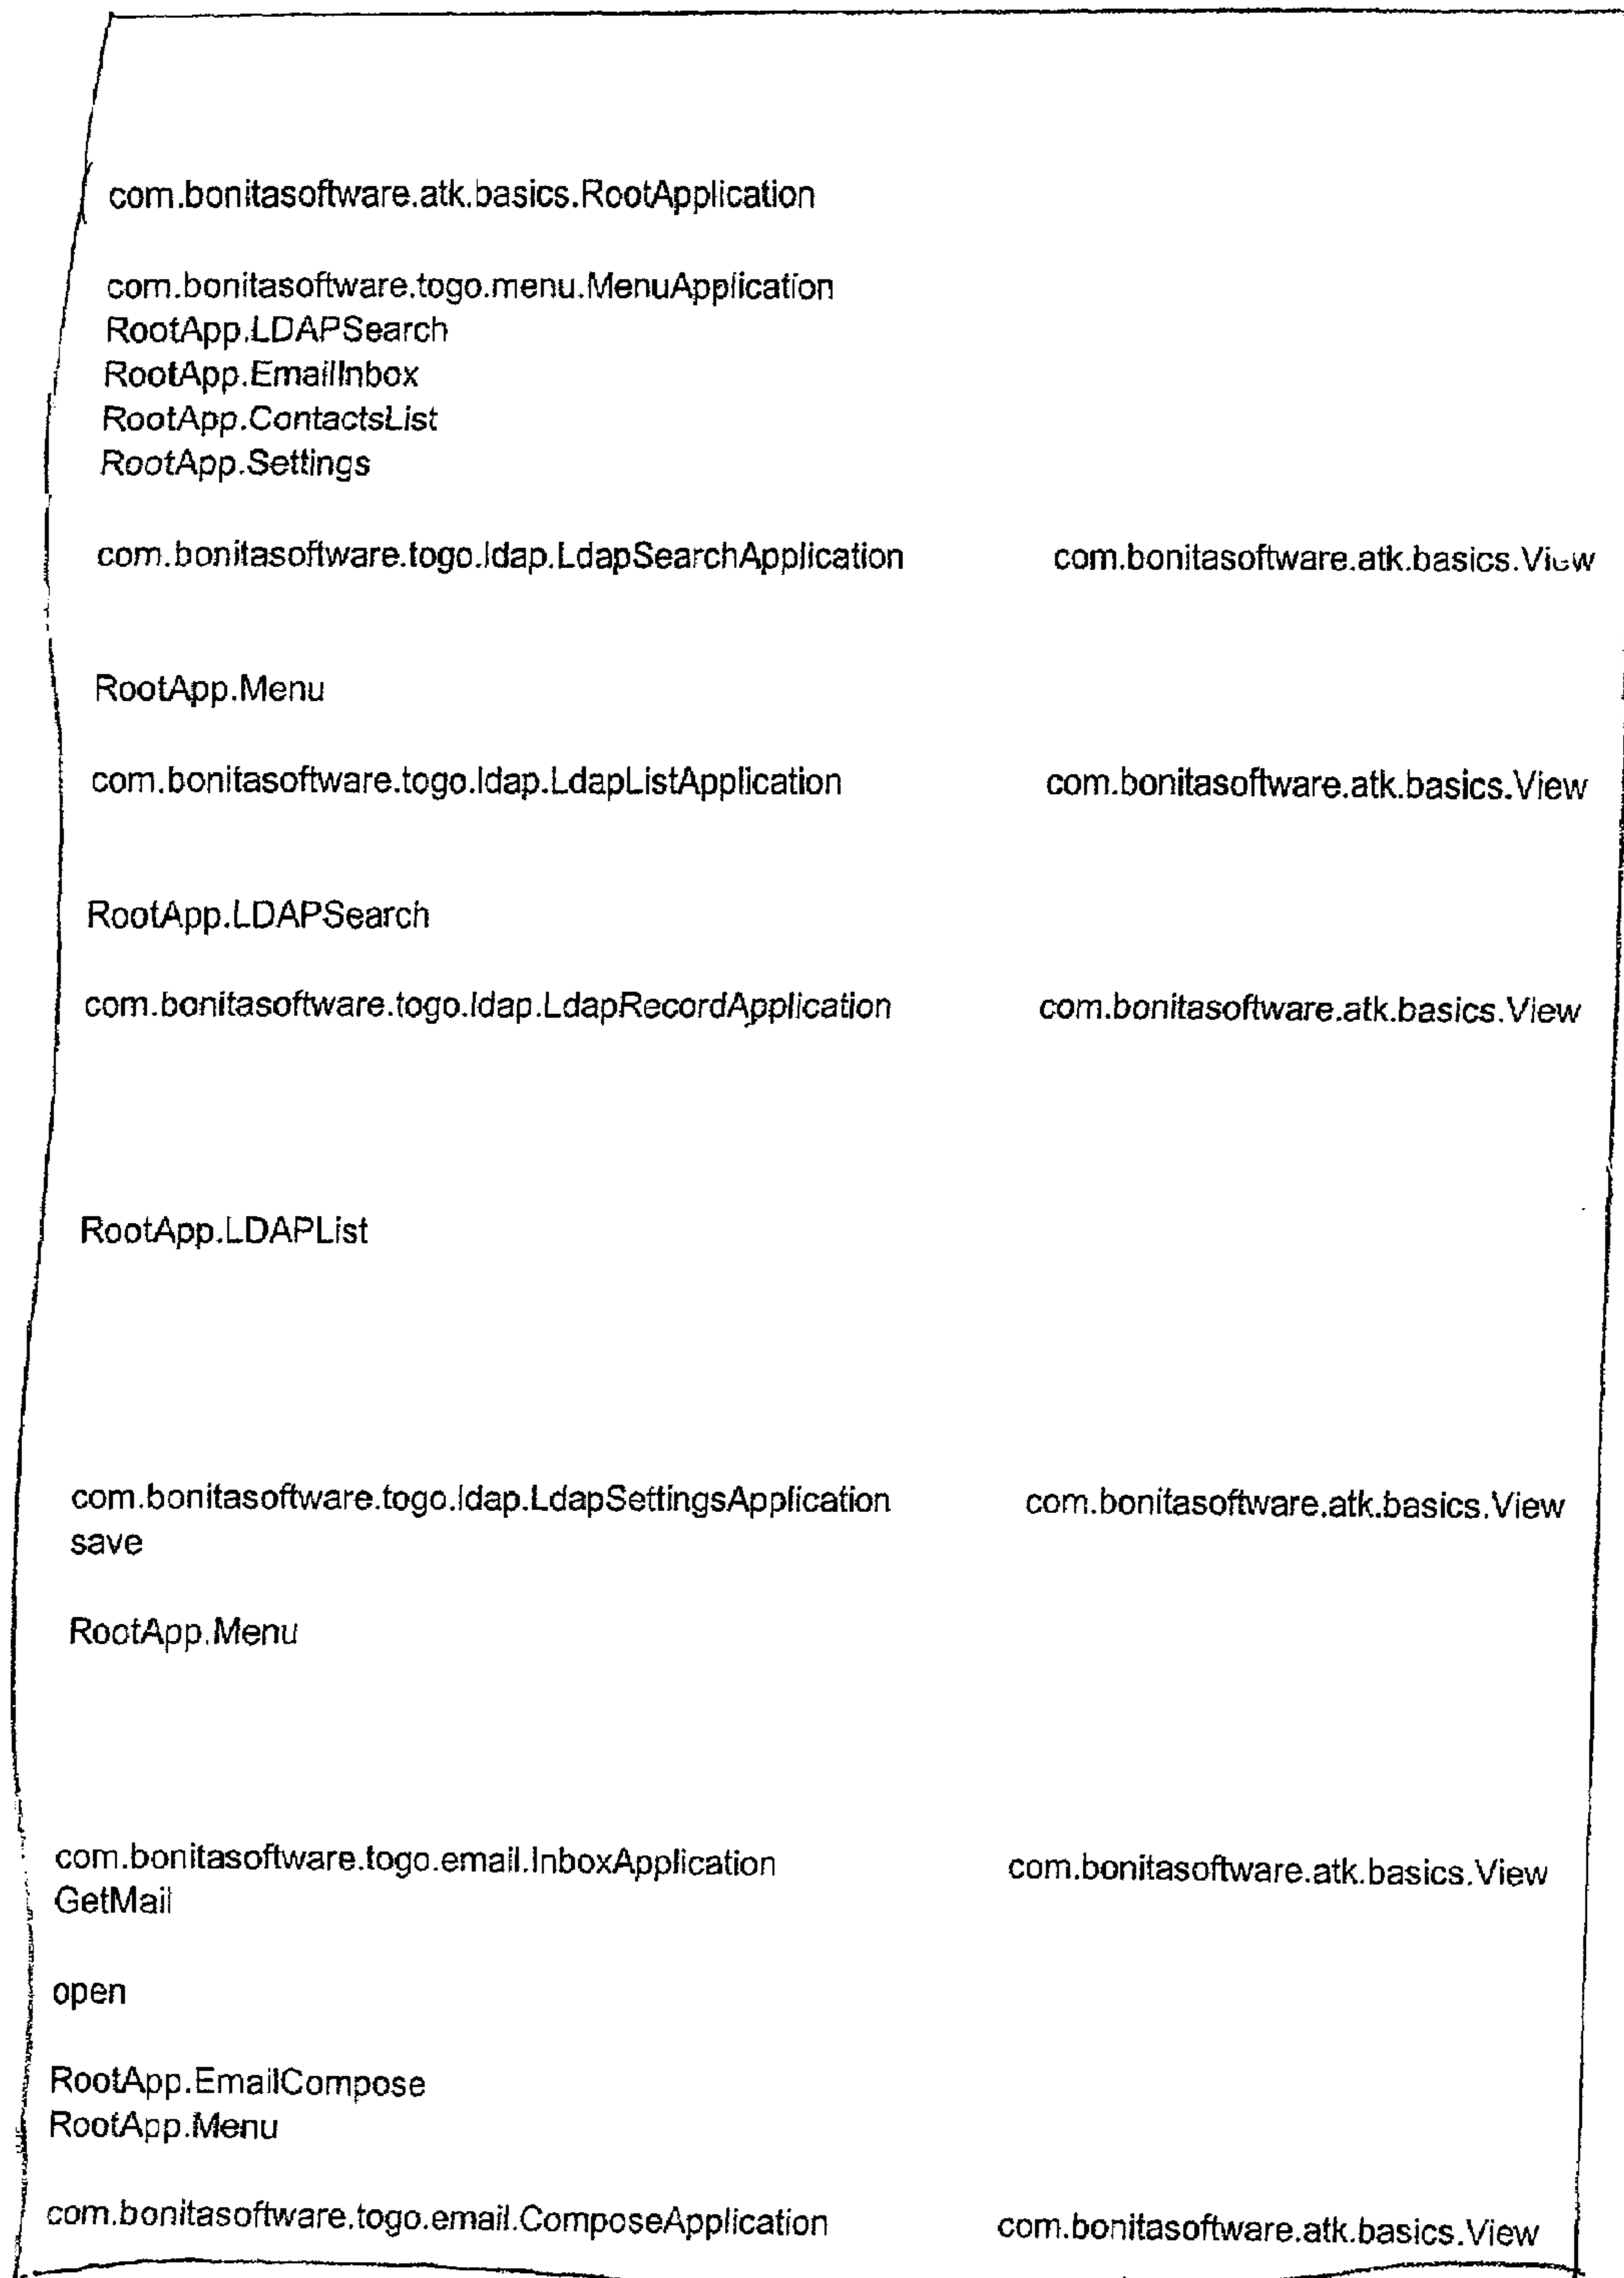 com.bonitasoftware.atk.basics.RootApplication
com.bonitasoftware.togo.menu.MenuApplication
RootApp.LDAPSearch
RootApp.EmailInbox
RootApp.ContactsList
RootApp.Settings
com.bonitasoftware.togo.ldap.LdapSearchApplication com.bonitasoftware.atk.basics.View
RootApp.Menu
com.bonitasoftware.togo.ldap.LdapListApplication com.bonitasoftware.atk.basics.View
RootApp.LDAPSearch
com.bonitasoftware.togo.ldap.LdapRecordApplication com.bonitasoftware.atk.basics.View
RootApp.LDAPList
com.bonitasoftware.togo.ldap.LdapSettingsApplication com.bonitasoftware.atk.basics.View
save
RootApp.Menu
com.bonitasoftware.togo.email.InboxApplication com.bonitasoftware.atk.basics.View
GetMail
open
RootApp.EmailCompose
RootApp.Menu
com.bonitasoftware.togo.email.ComposeApplication com.bonitasoftware.atk.basics.View